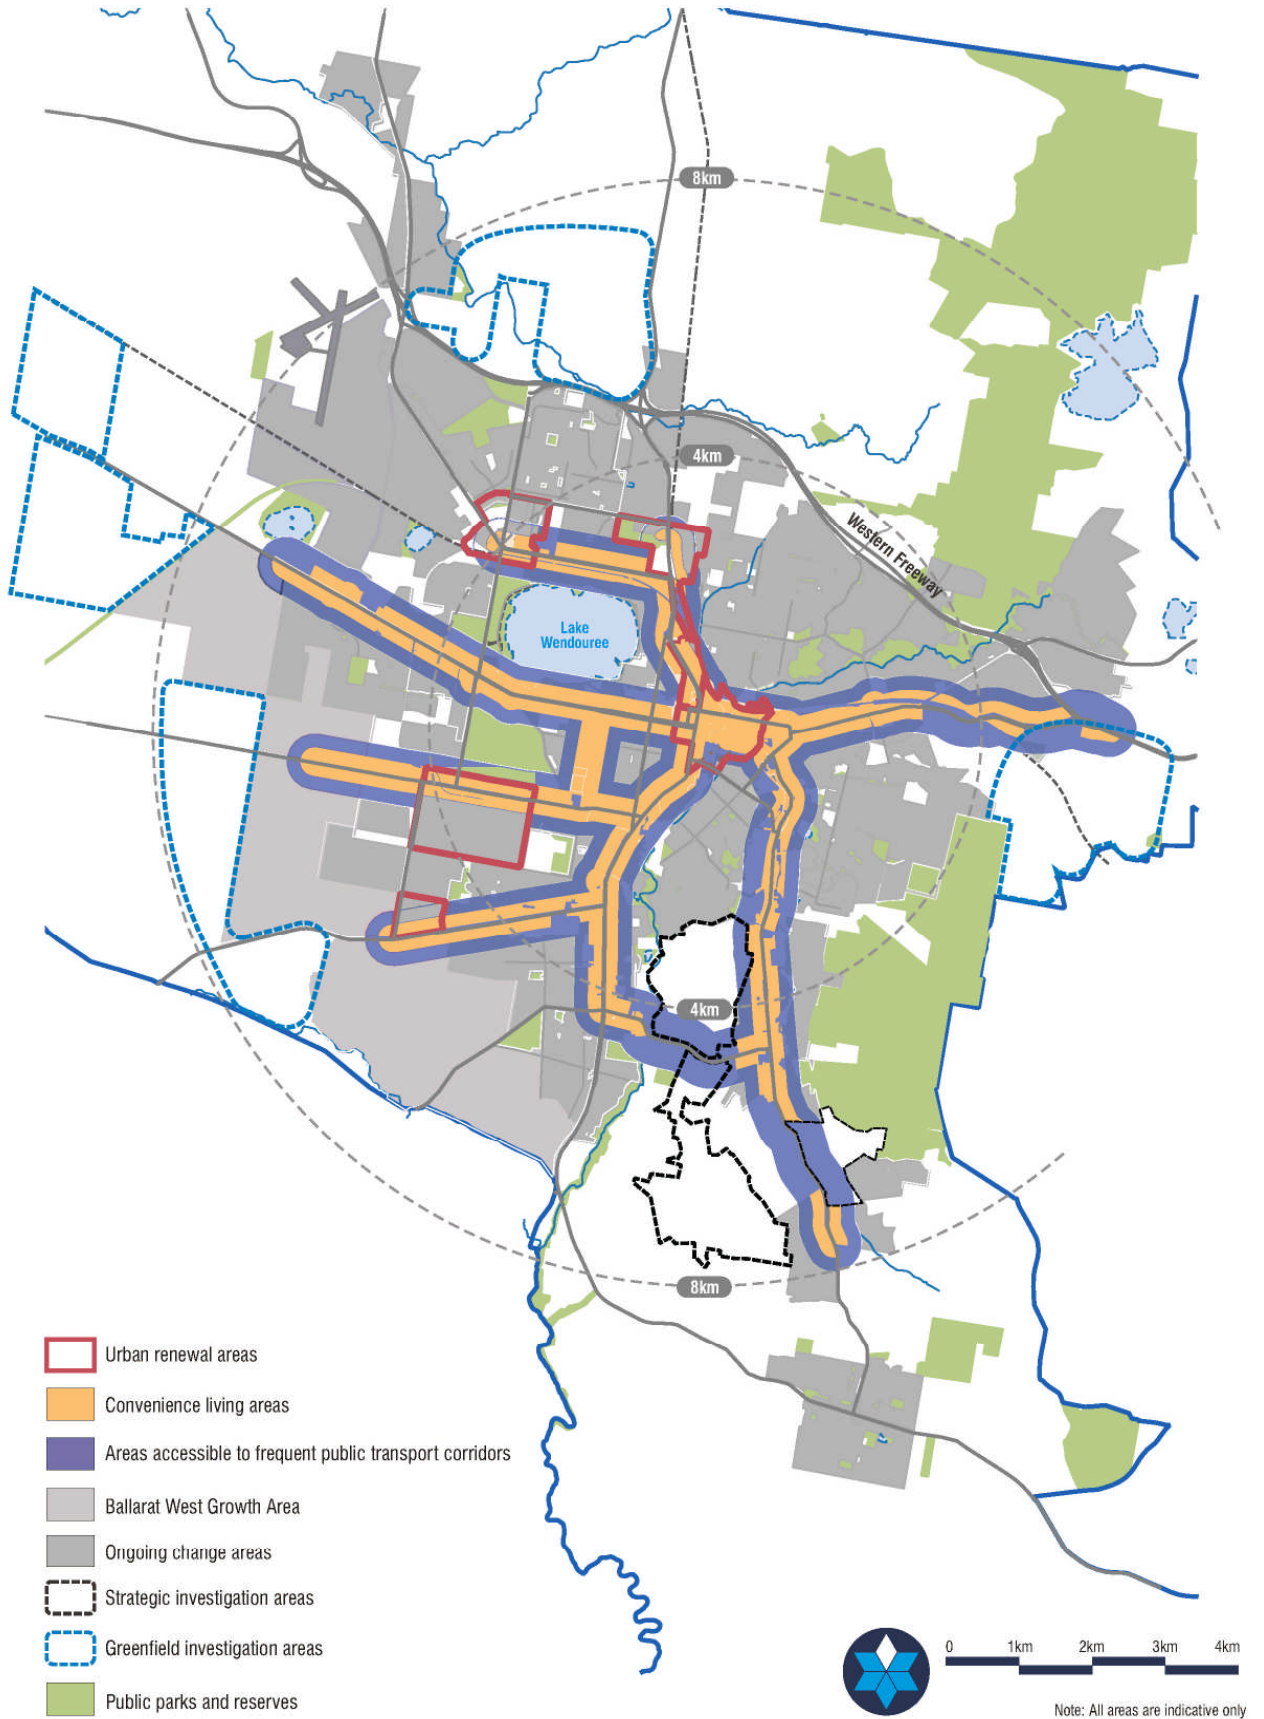 8km
4km
Western Freeway
Lake
Wendouree
4km
8km
Urban renewal areas
Convenience living areas
Areas accessible to frequent public transport corridors
Ballarat West Growth Area
Ongoing change areas
Strategic investigation areas
Greenfield investigation areas
Public parks and reserves
0 1km 2km 3km 4km
Note: All areas are indicative only